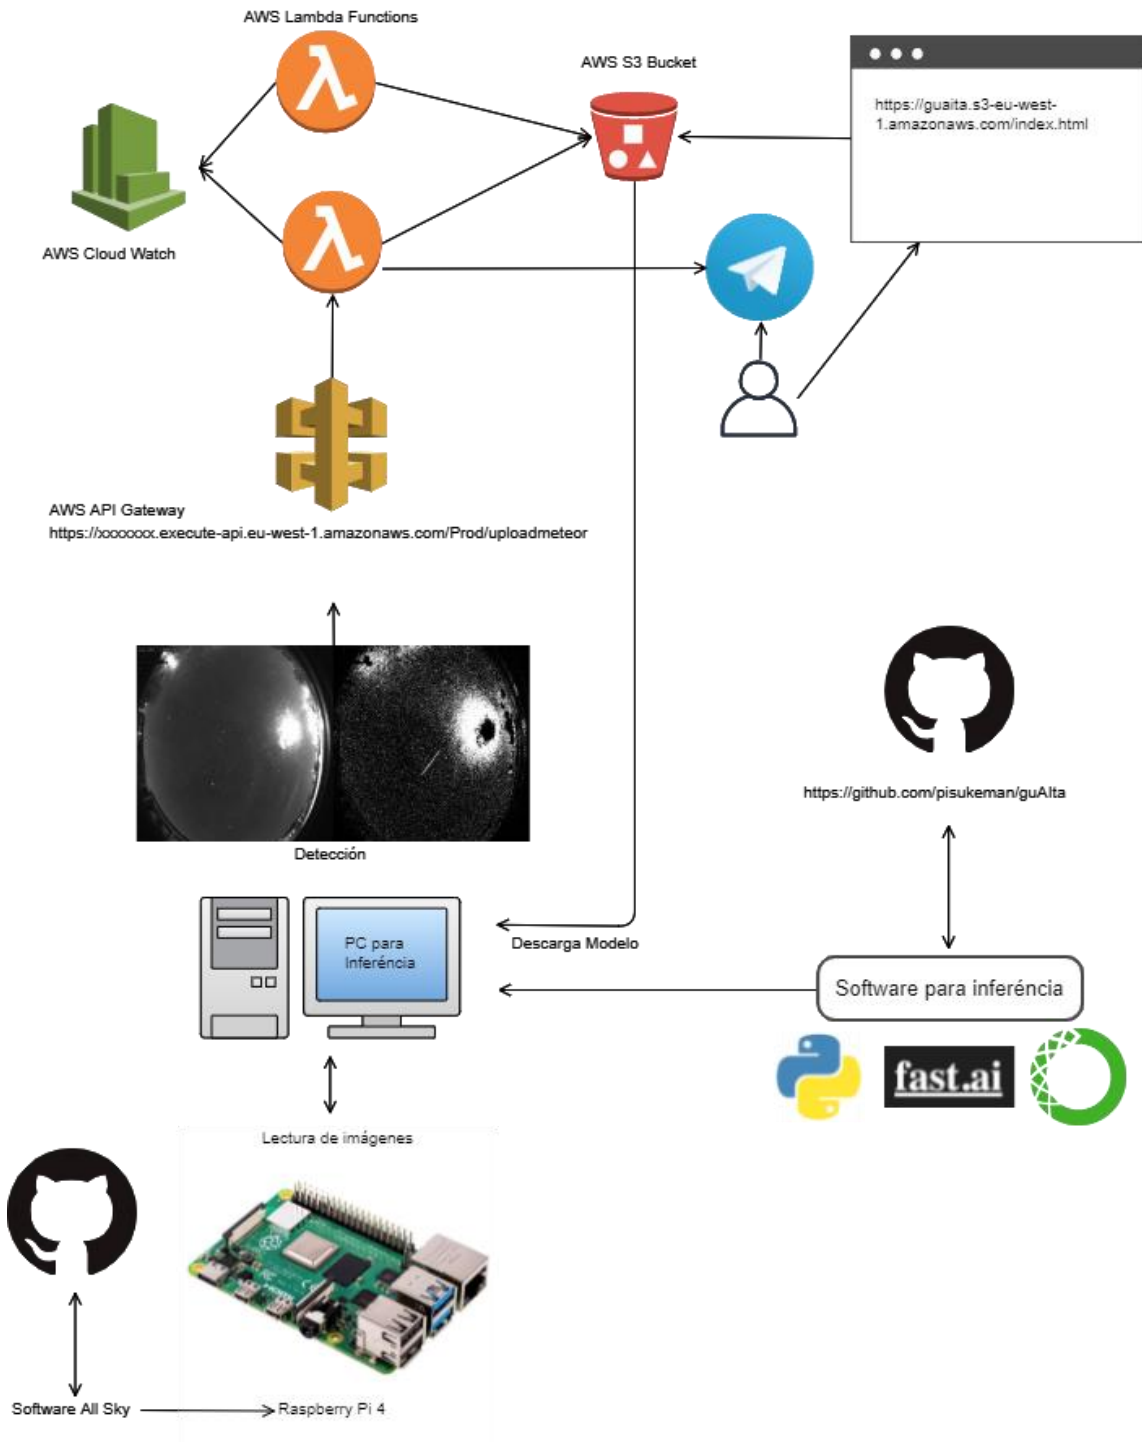 AWS Lambda Functions
AWS S3 Bucket
https://guaita.s3-eu-west-
1.amazonaws.com/index.html
AWS Cloud Watch
AWS API Gateway
https://xxxxxxx.execute-api.eu-west-1.amazonaws.com/Prod/uploadmeteor
https://github.com/pisukeman/guAIta
Detección
PC para
Inferéncia
Descarga Modelo
Software para inferéncia
fast.ai
Lectura de imágenes
Software All Sky
Raspberry Pi 4